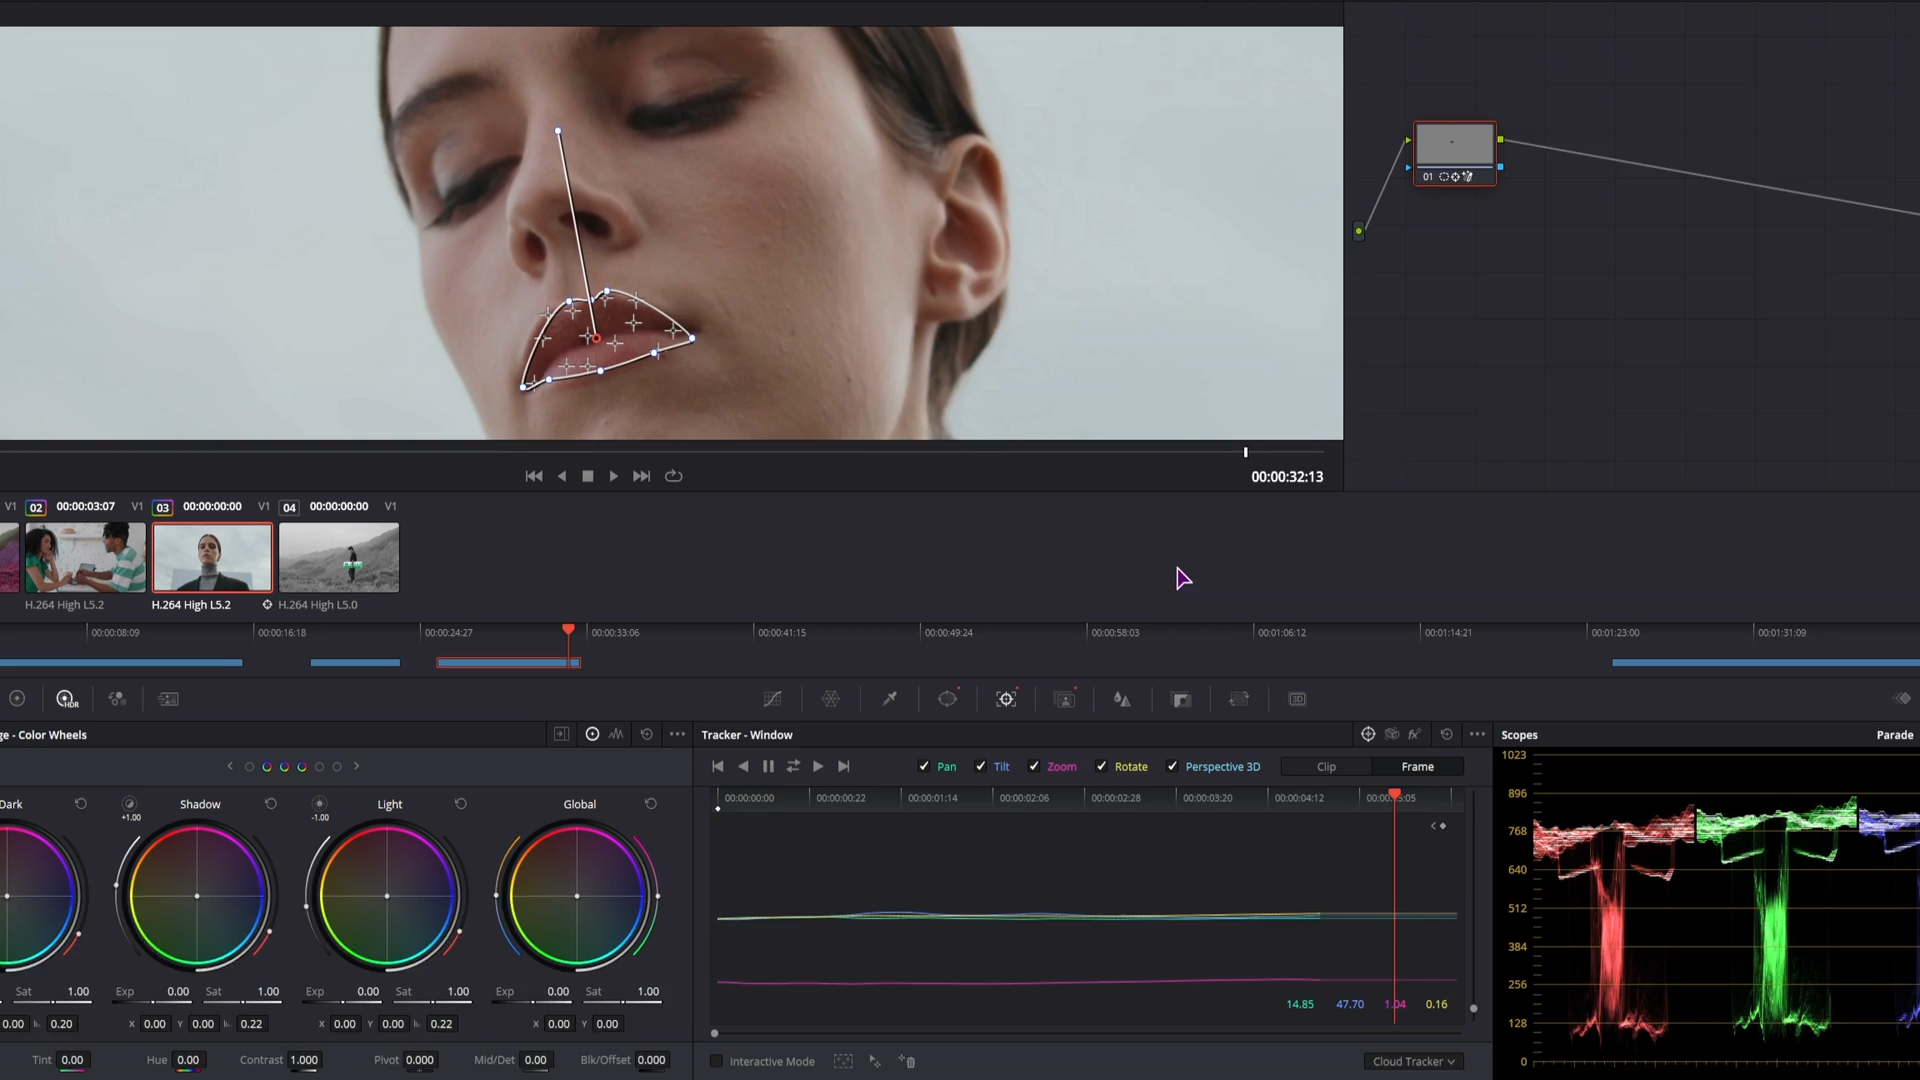 01
00:00:32:13
V1 02 00:00:03:07 V1 03 00:00:00:00 V1 04 00:00:00:00 V1
H.264 High L5.2 H.264 High L5.2 H.264 High L5.0
00:00:08:09 00:00:16:18 00:00:24:27 00:00:33:06 00:00:41:15 00:00:49:24 00:00:58:03 00:01:06:12 00:01:14:21 00:01:23:00 00:01:31:09
HDR 3D
ge - Color Wheels
Tracker - Window
Scopes Parade
Pan Tilt Zoom Rotate Perspective 3D Clip Frame
Dark Shadow Light Global
+1.00 -1.00
00:00:00:00 00:00:00:22 00:00:01:14 00:00:02:06 00:00:02:28 00:00:03:20 00:00:04:12
1023
896
768
640
512
384
256
128
0
Sat 1.00 Exp 0.00 Sat 1.00 Exp 0.00 Sat 1.00 Exp 0.00 Sat 1.00
0.00 0.20 X 0.00 Y 0.00 0.22 X 0.00 Y 0.00 0.22 X 0.00 Y 0.00
14.85 47.70 1.04 0.16
Tint 0.00 Hue 0.00 Contrast 1.000 Pivot 0.000 Mid/Det 0.00 Blk/Offset 0.000
Interactive Mode Cloud Tracker